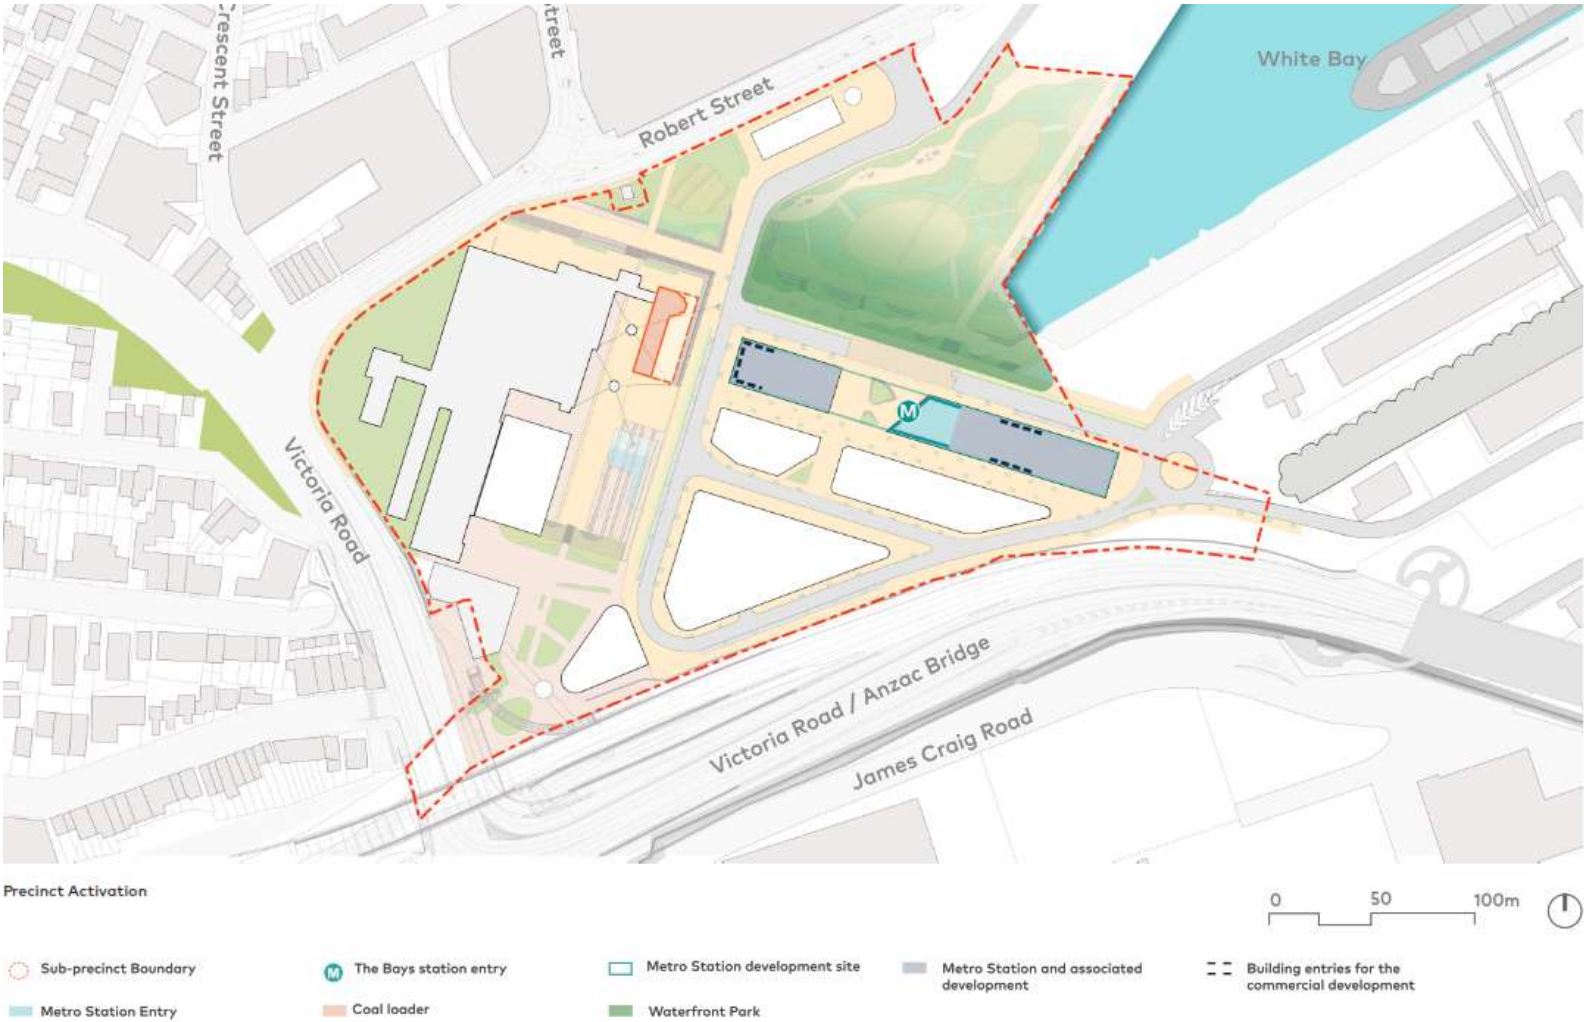 Crescent Street
treet
White Bay
Robert Street
M
Victoria Road
Victoria Road / Anzac Bridge
James Craig Road
Precinct Activation
0 50 100m
Sub-precinct Boundary
M
The Bays station entry
Metro Station development site
Metro Station and associated
development
Building entries for the
commercial development
Metro Station Entry
Coal loader
Waterfront Park